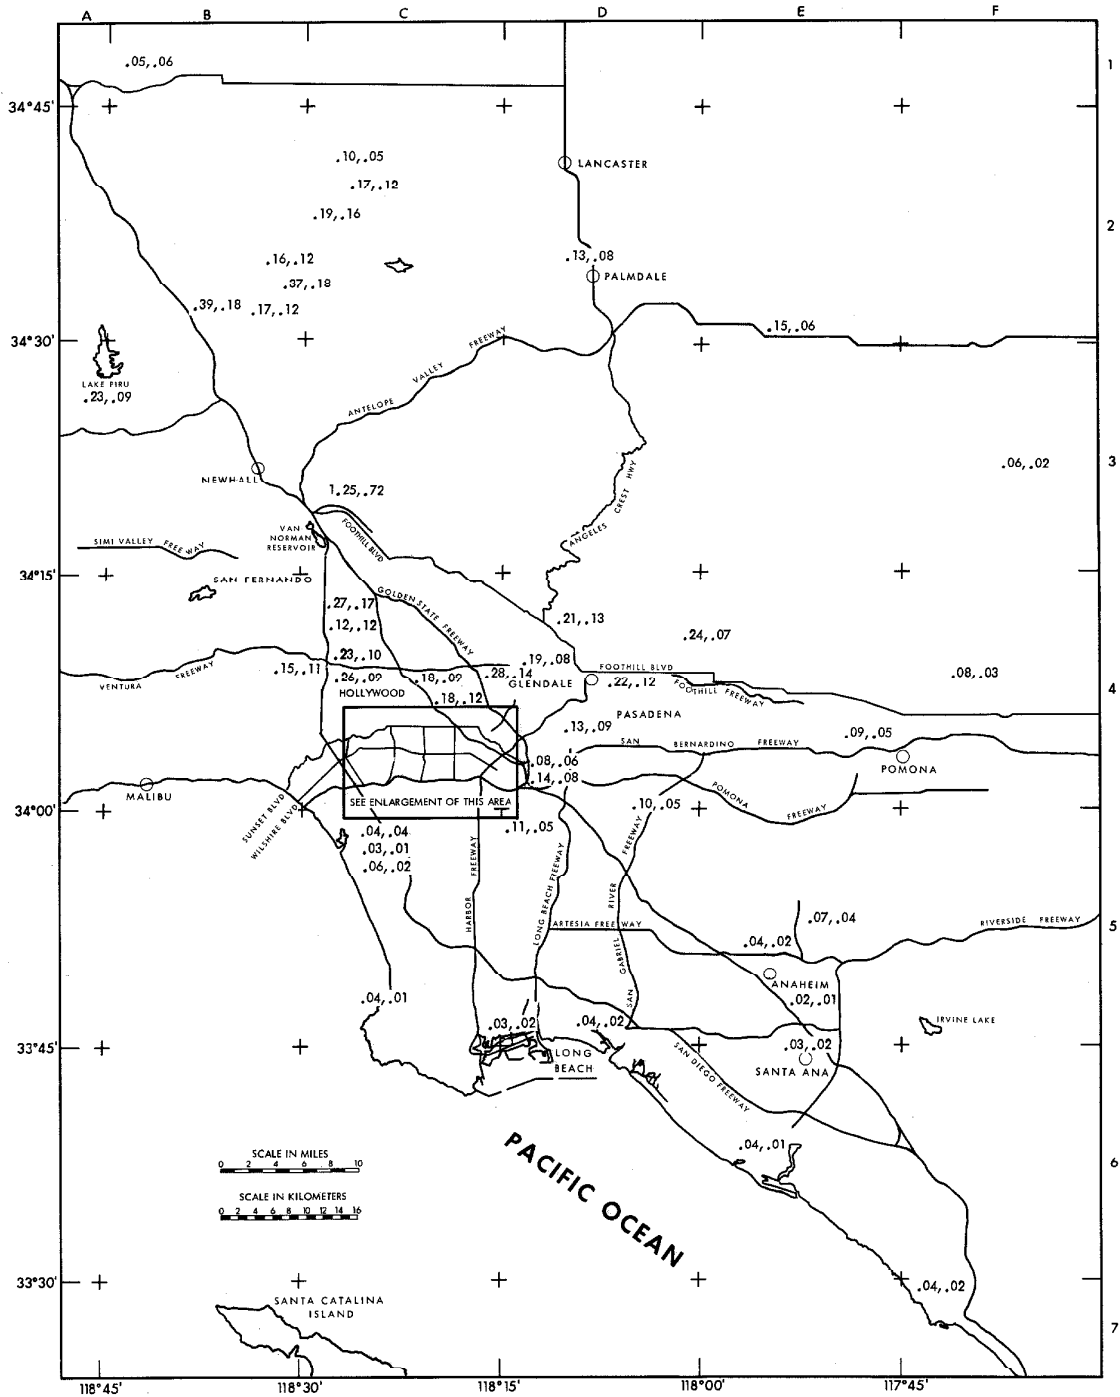 A B C D E F
.05,.06
1
34°45'
.10,.05
LANCASTER
.17,.12
.19,.16
2
.16,.12
.13,.08
.37,.18
PALMDALE
.39,.18
.17,.12
.15,.06
34°30'
ANTELOPE VALLEY FREEWAY
LAKE PIRU
.23,.09
3
.06,.02
NEWHALL
1.25,.72
ANGELES CREST HWY
VAN
NORMAN
RESERVOIR
FOOTHILL BLVD
SIMI VALLEY FREEWAY
34°15'
SAN FERNANDO
GOLDEN STATE FREEWAY
.27,.17
.12,.12
.21,.13
.24,.07
.23,.10
.19,.08
FOOTHILL BLVD
VENTURA FREEWAY
.15,.11
.26,.09
.18,.09
.28,.14
.22,.12
FOOTHILL FREEWAY
.08,.03
4
HOLLYWOOD
.18,.12
GLENDALE
PASADENA
.13,.09
.09,.05
SAN BERNARDINO FREEWAY
.08,.06
.14,.08
POMONA
MALIBU
POMONA FREEWAY
34°00'
SUNSET BLVD
WILSHIRE BLVD
SEE ENLARGEMENT OF THIS AREA
.10,.05
.04,.04
.11,.05
.03,.01
.06,.02
HARBOR FREEWAY
LONG BEACH FREEWAY
SAN GABRIEL RIVER FREEWAY
ARTESIA FREEWAY
.07,.04
RIVERSIDE FREEWAY
5
.04,.02
ANAHEIM
.04,.01
.02,.01
.03,.02
.04,.02
IRVINE LAKE
33°45'
.03,.02
LONG
BEACH
SANTA ANA
SAN DIEGO FREEWAY
.04,.01
SCALE IN MILES
0 2 4 6 8 10
6
PACIFIC OCEAN
SCALE IN KILOMETERS
0 2 4 6 8 10 12 14 16
33°30'
.04,.02
SANTA CATALINA
ISLAND
7
118°45' 118°30' 118°15' 118°00' 117°45'